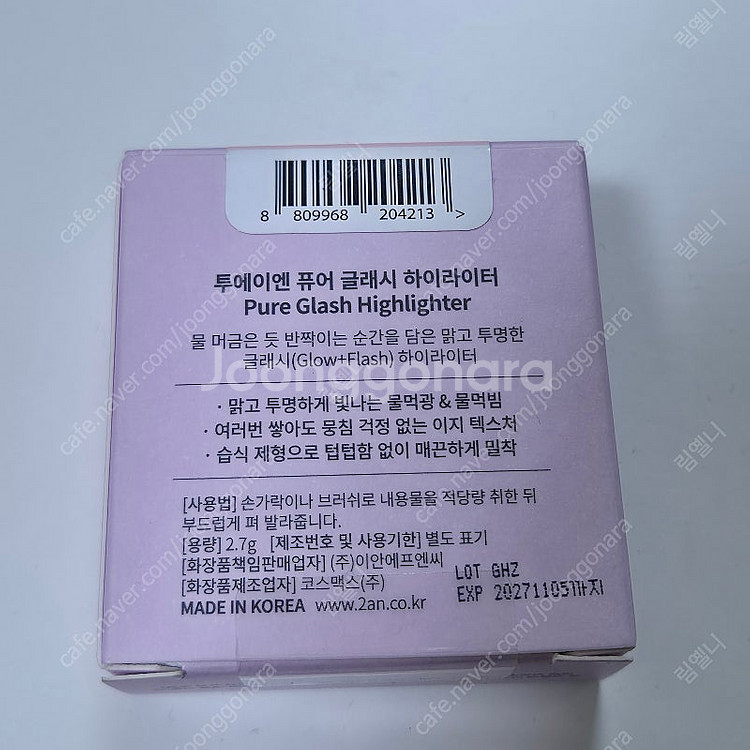 8 809968 204213 >
투에이엔 퓨어 글래시 하이라이터
Pure Glash Highlighter
물 머금은 듯 반짝이는 순간을 담은 맑고 투명한
글래시(Glow+Flash) 하이라이터
Joonggonara
· 맑고 투명하게 빛나는 물먹광 & 물먹빔
· 여러번 쌓아도 뭉침 걱정 없는 이지 텍스처
· 습식 제형으로 텁텁함 없이 매끈하게 밀착
[사용법] 손가락이나 브러쉬로 내용물을 적당량 취한 뒤
부드럽게 펴 발라줍니다.
[용량] 2.7g [제조번호 및 사용기한] 별도 표기
[화장품책임판매업자] (주)이안에프엔씨
[화장품제조업자] 코스맥스(주)
MADE IN KOREA www.2an.co.kr
LOT GHZ
EXP 20271105까지
cafe.naver.com/joonggonara
림옐니